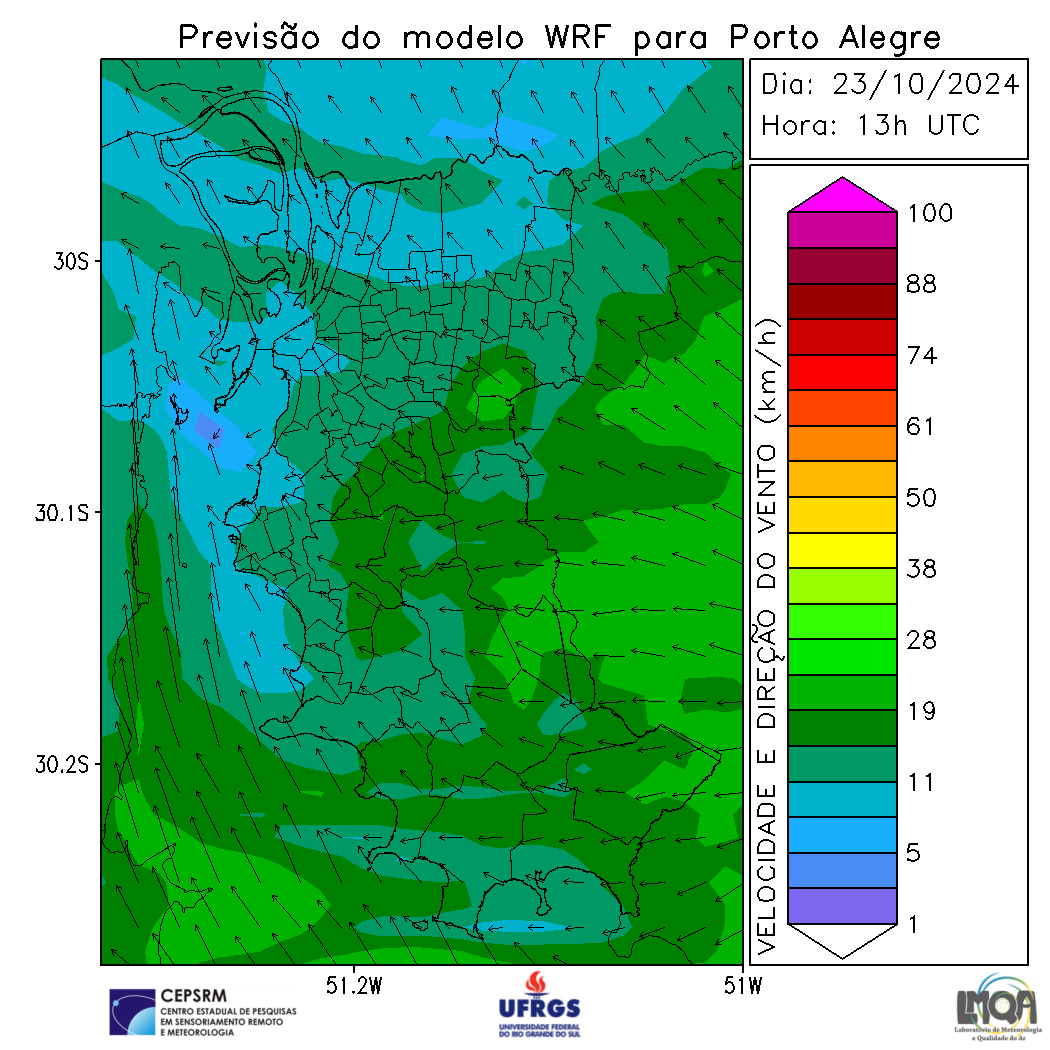 Previsão do modelo WRF para Porto Alegre
Dia: 23/10/2024
Hora: 13h UTC
30S
30.1S
30.2S
51.2W
51W
VELOCIDADE E DIREÇÃO DO VENTO (km/h)
100
88
74
61
50
38
28
19
11
5
1
CEPSRM
CENTRO ESTADUAL DE PESQUISAS
EM SENSORIAMENTO REMOTO
E METEOROLOGIA
UFRGS
UNIVERSIDADE FEDERAL
DO RIO GRANDE DO SUL
LMQA
Laboratório de Meteorologia
e Qualidade do Ar